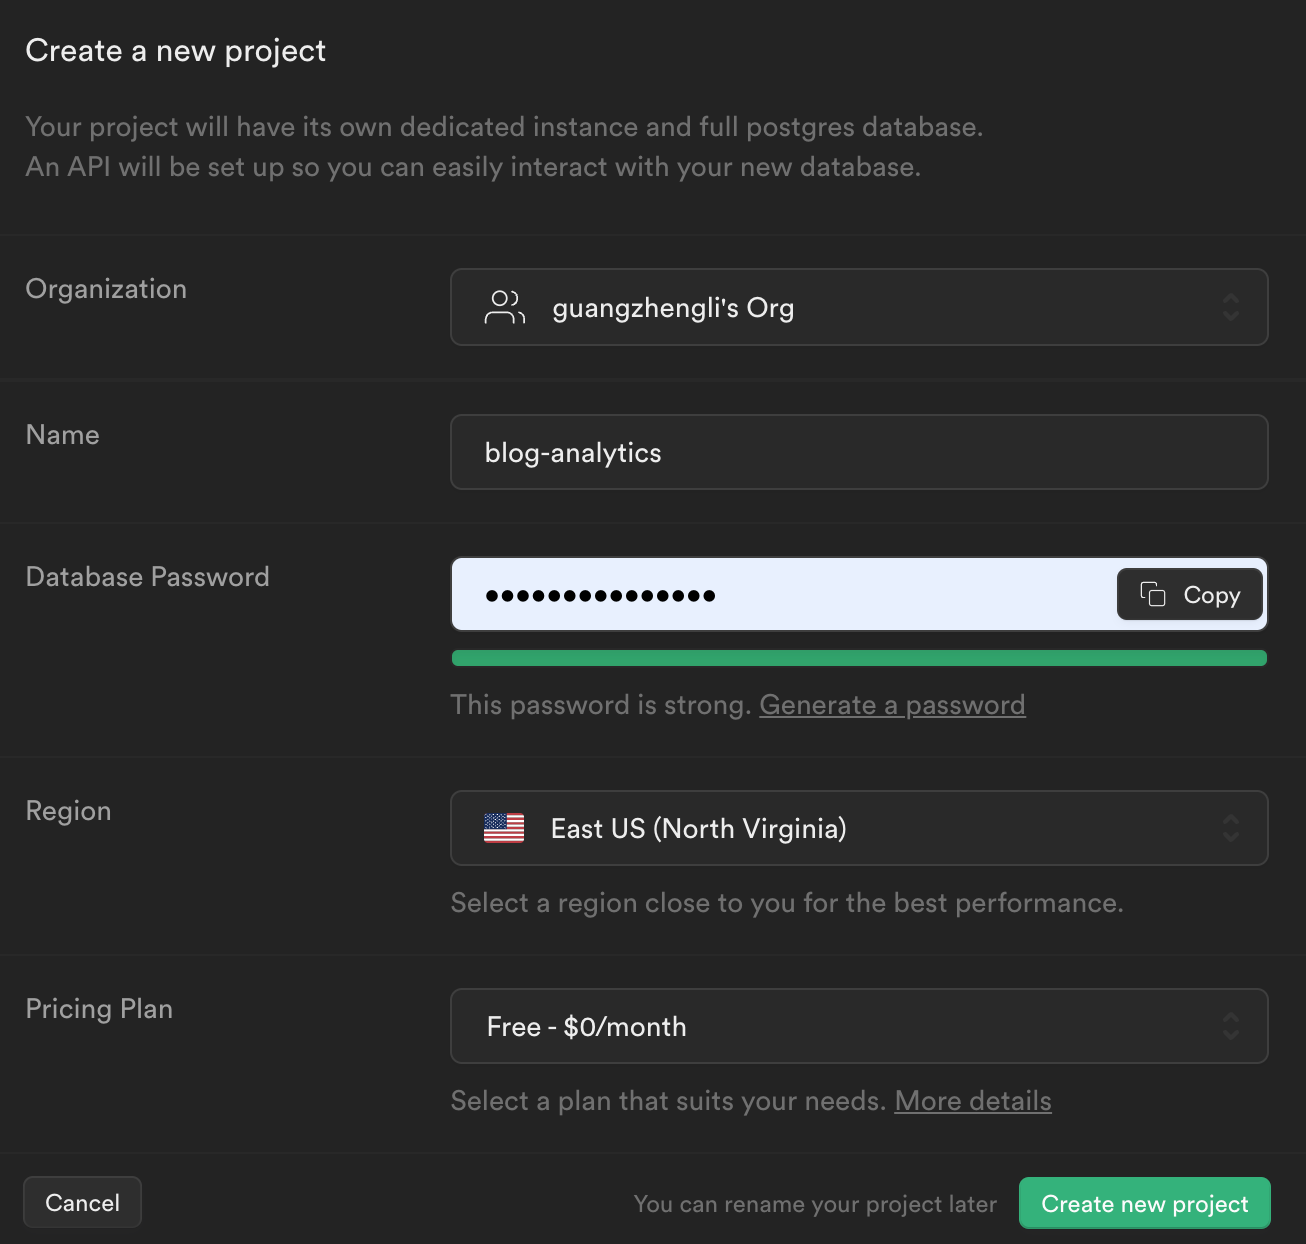 Create a new project
Your project will have its own dedicated instance and full postgres database.
An API will be set up so you can easily interact with your new database.
Organization
guangzhengli's Org
Name
blog-analytics
Database Password
•••••••••••••••
Copy
This password is strong. Generate a password
Region
East US (North Virginia)
Select a region close to you for the best performance.
Pricing Plan
Free - $0/month
Select a plan that suits your needs. More details
Cancel
You can rename your project later
Create new project